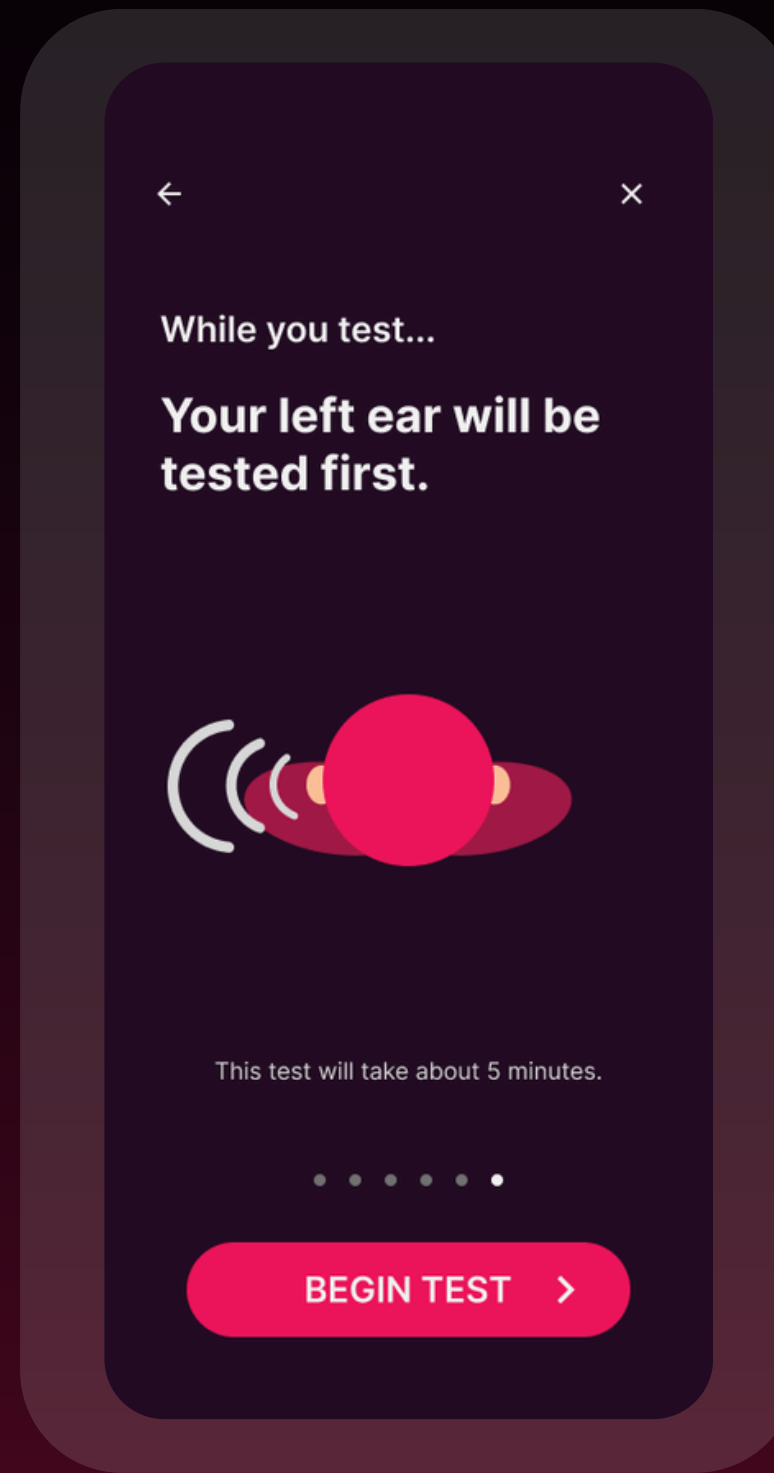 While you test...
Your left ear will be
tested first.
This test will take about 5 minutes.
BEGIN TEST